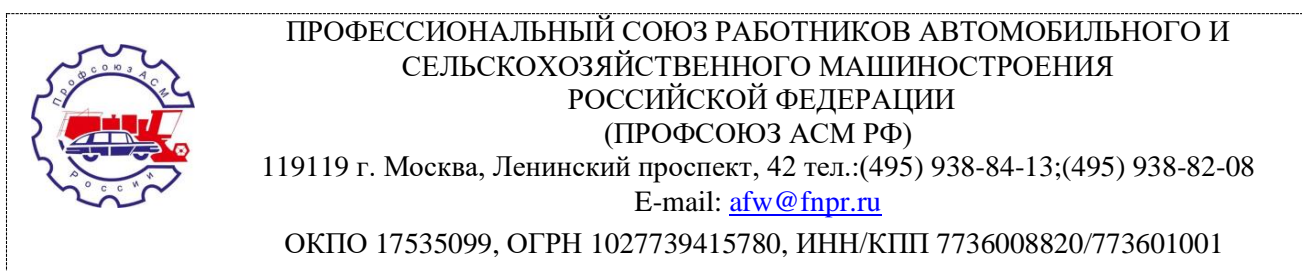 ПРОФЕССИОНАЛЬНЫЙ СОЮЗ РАБОТНИКОВ АВТОМОБИЛЬНОГО И
СЕЛЬСКОХОЗЯЙСТВЕННОГО МАШИНОСТРОЕНИЯ
РОССИЙСКОЙ ФЕДЕРАЦИИ
(ПРОФСОЮЗ АСМ РФ)
119119 г. Москва, Ленинский проспект, 42 тел.:(495) 938-84-13;(495) 938-82-08
E-mail: afw@fnpr.ru
ОКПО 17535099, ОГРН 1027739415780, ИНН/КПП 7736008820/773601001
Профсоюз АСМ
России